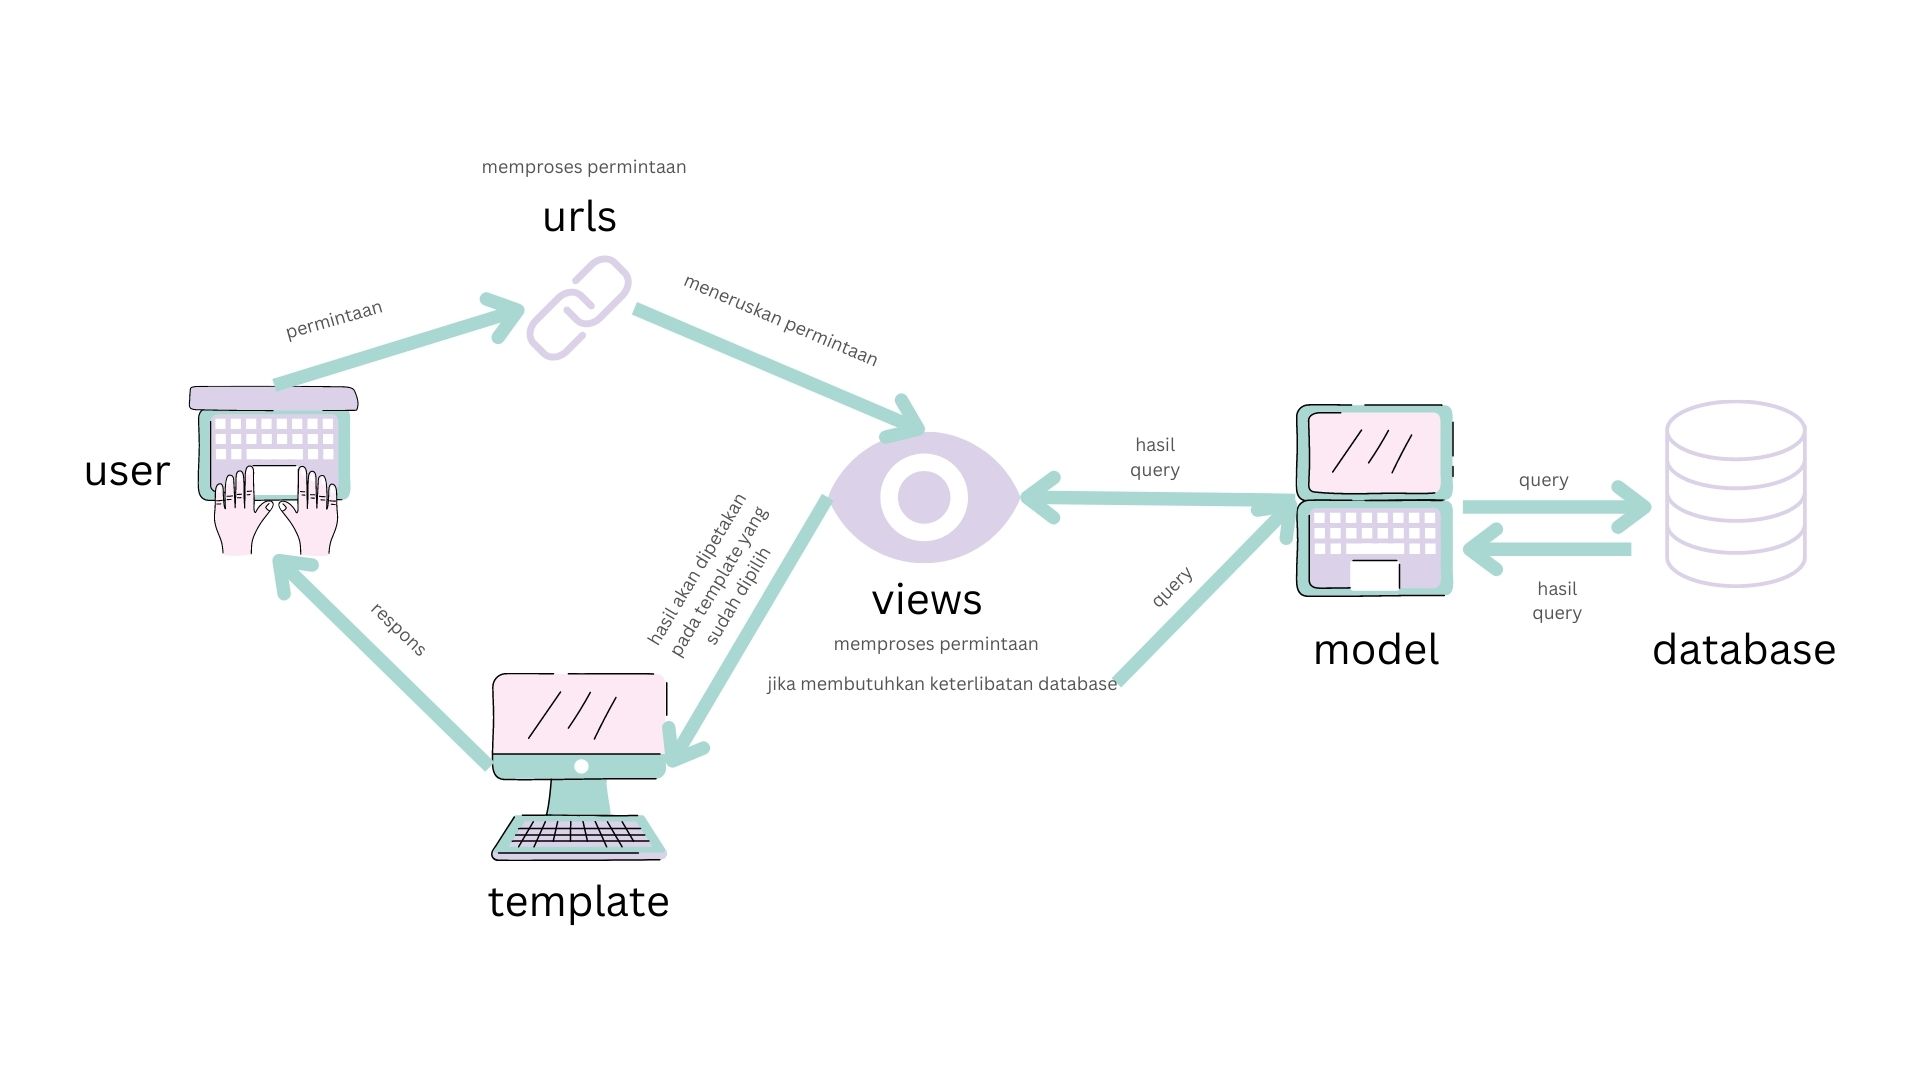 memproses permintaan
urls
permintaan
meneruskan permintaan
user
hasil
query
query
hasil akan dipetakan
pada template yang
sudah dipilih
views
memproses permintaan
jika membutuhkan keterlibatan database
query
hasil
query
model
database
respons
template